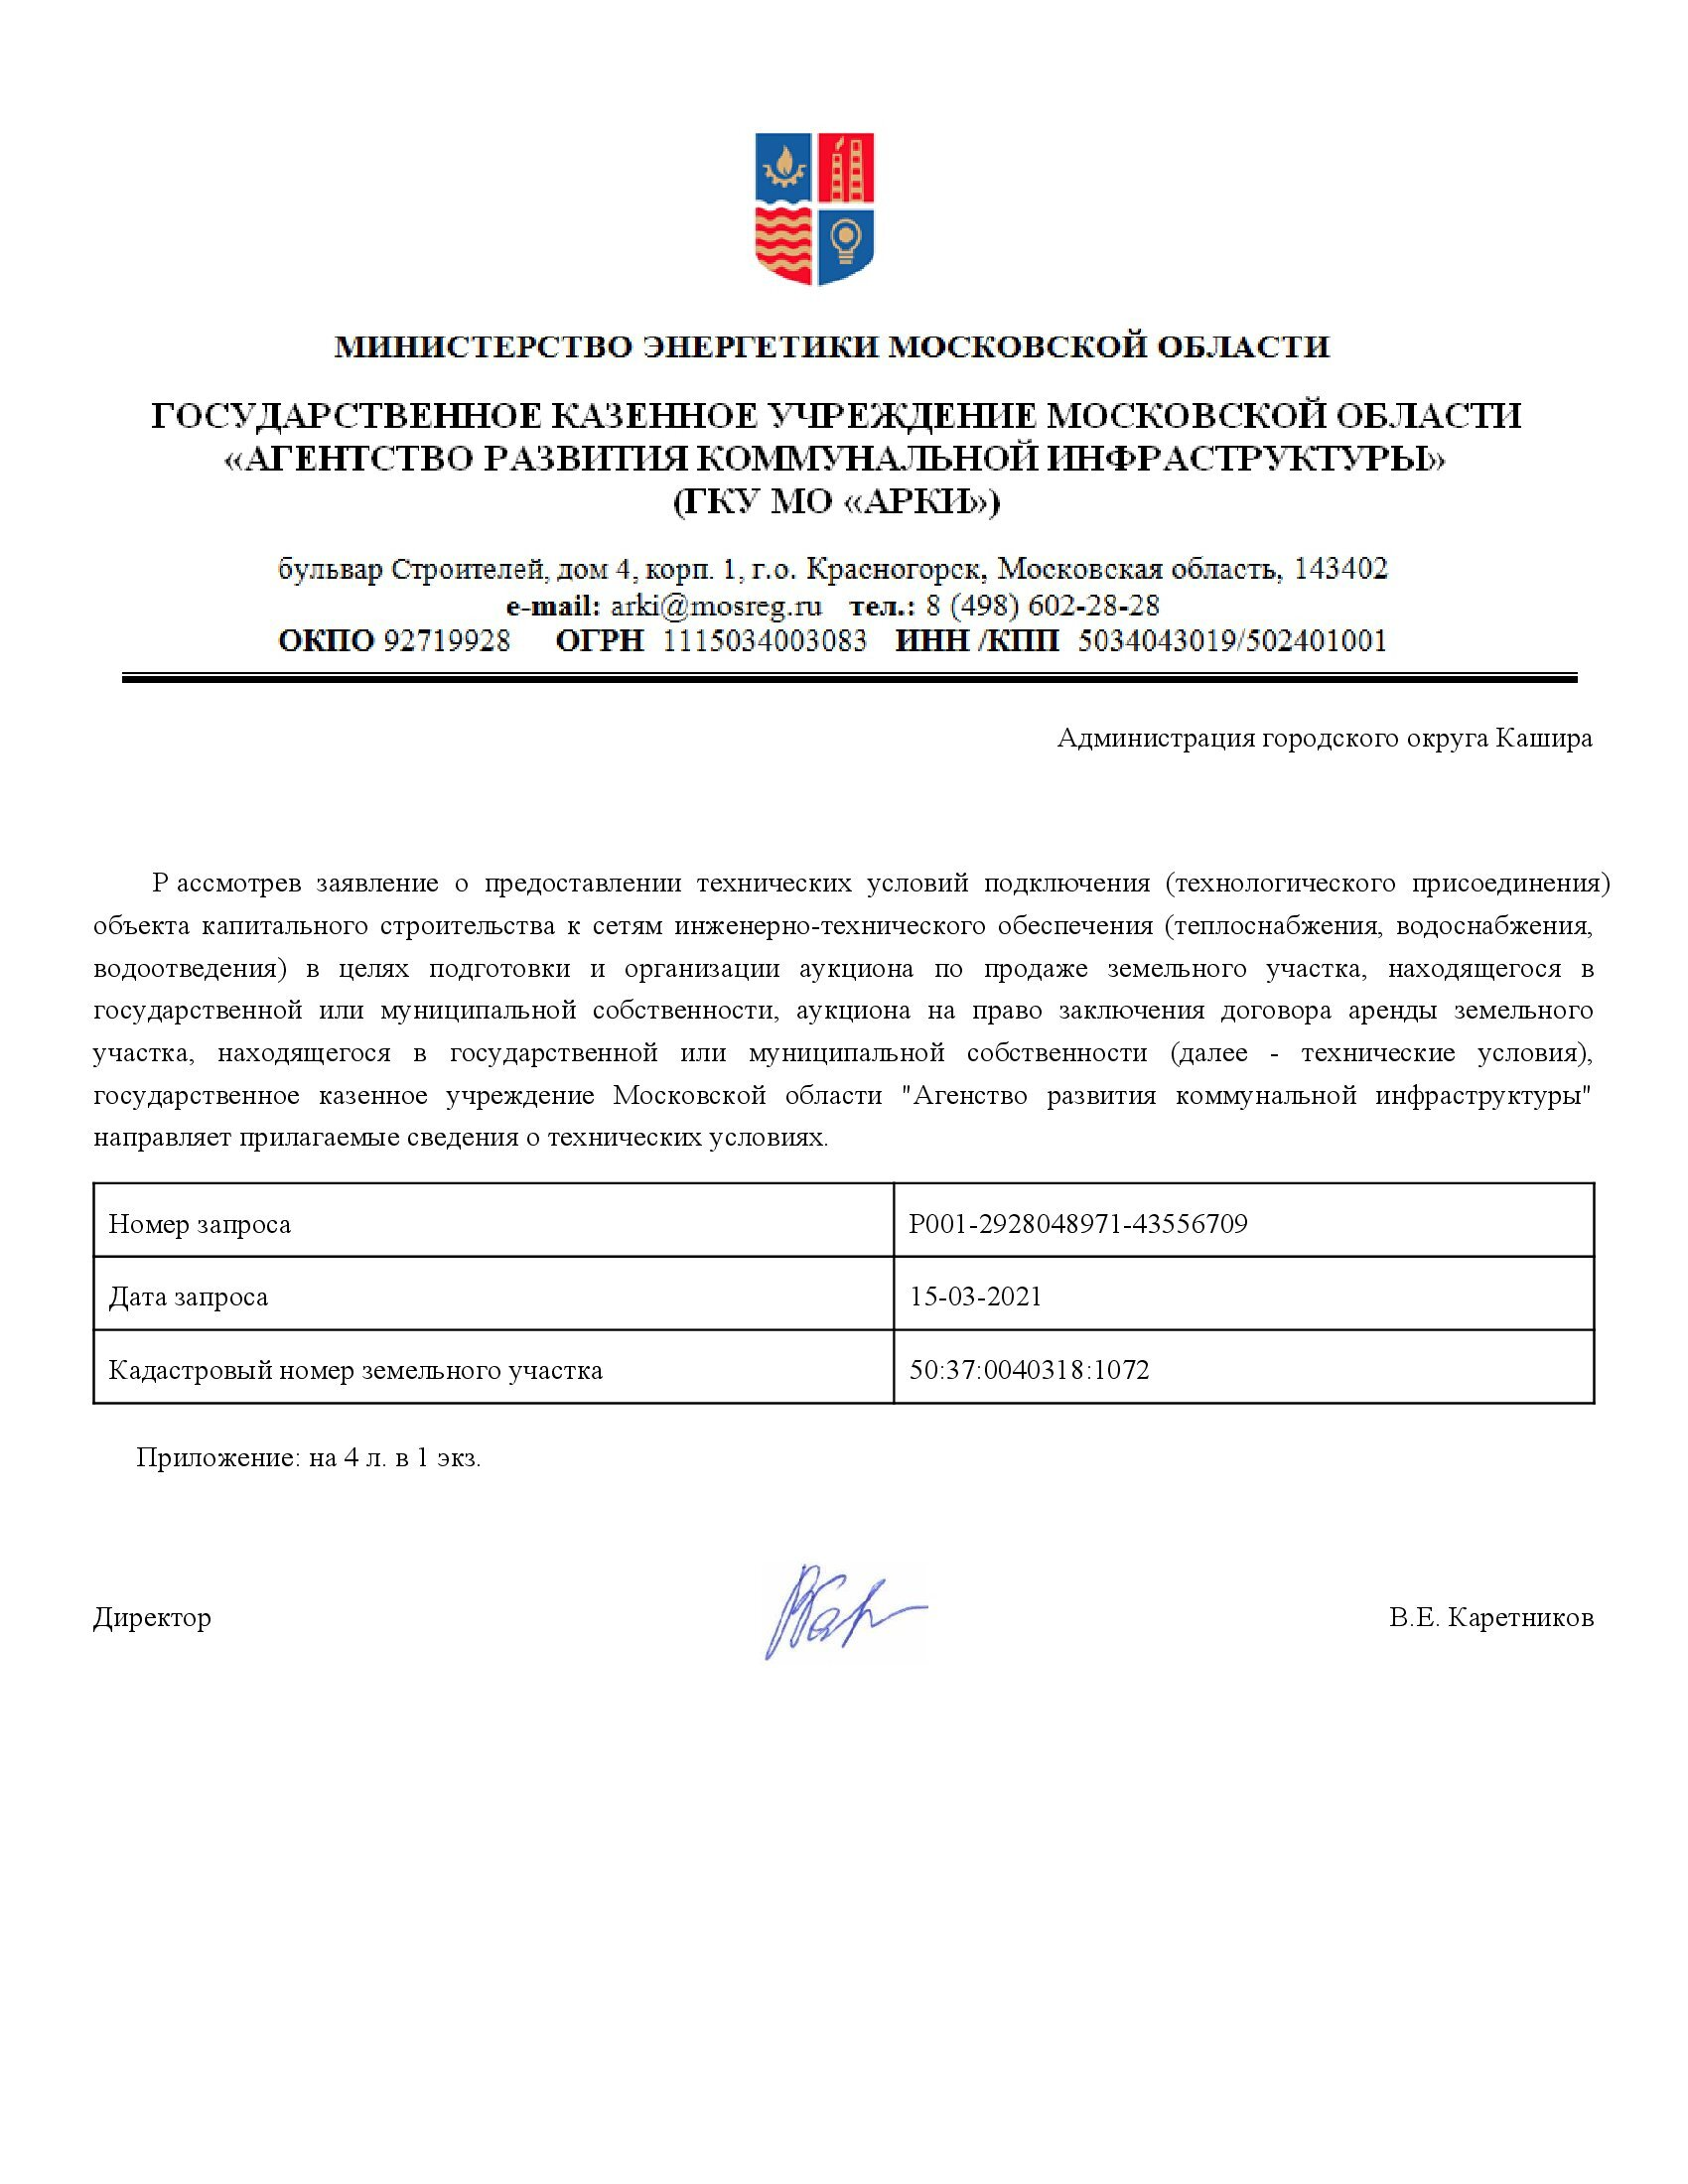 МИНИСТЕРСТВО ЭНЕРГЕТИКИ МОСКОВСКОЙ ОБЛАСТИ
ГОСУДАРСТВЕННОЕ КАЗЕННОЕ УЧРЕЖДЕНИЕ МОСКОВСКОЙ ОБЛАСТИ
«АГЕНТСТВО РАЗВИТИЯ КОММУНАЛЬНОЙ ИНФРАСТРУКТУРЫ»
(ГКУ МО «АРКИ»)
бульвар Строителей, дом 4, корп. 1, г.о. Красногорск, Московская область, 143402
e-mail: arki@mosreg.ru тел.: 8 (498) 602-28-28
ОКПО 92719928 ОГРН 1115034003083 ИНН /КПП 5034043019/502401001
Администрация городского округа Кашира
Р ассмотрев заявление о предоставлении технических условий подключения (технологического присоединения)
объекта капитального строительства к сетям инженерно-технического обеспечения (теплоснабжения, водоснабжения,
водоотведения) в целях подготовки и организации аукциона по продаже земельного участка, находящегося в
государственной или муниципальной собственности, аукциона на право заключения договора аренды земельного
участка, находящегося в государственной или муниципальной собственности (далее - технические условия),
государственное казенное учреждение Московской области "Агенство развития коммунальной инфраструктуры"
направляет прилагаемые сведения о технических условиях.
Номер запроса P001-2928048971-43556709
Дата запроса 15-03-2021
Кадастровый номер земельного участка 50:37:0040318:1072
Приложение: на 4 л. в 1 экз.
Директор В.Е. Каретников